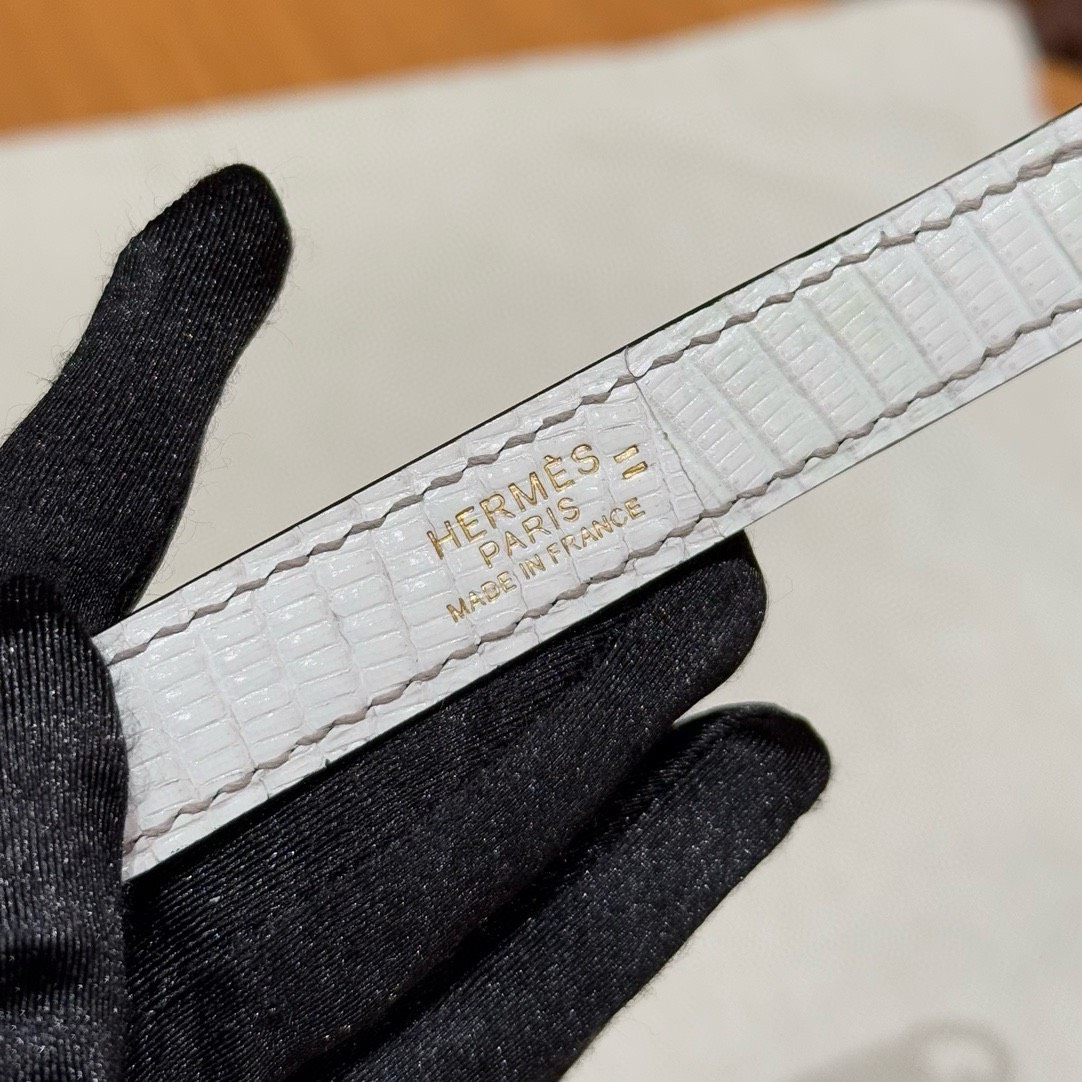 HERMÈS =
PARIS
MADE IN FRANCE